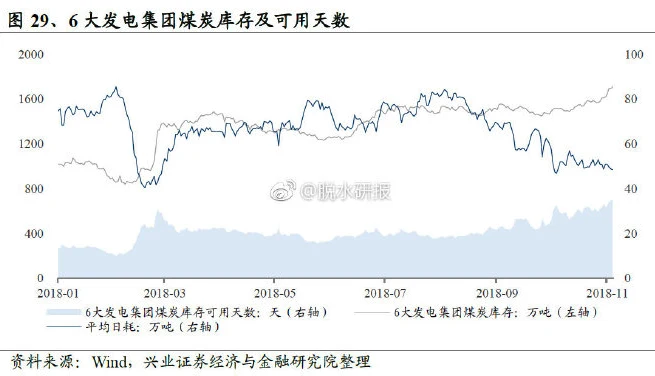 图 29、6 大发电集团煤炭库存及可用天数
2000 100
1600 80
1200 60
800 40
400 20
0 0
2018-01 2018-03 2018-05 2018-07 2018-09 2018-11
@脱水研报
6大发电集团煤炭库存可用天数：天（右轴） 6大发电集团煤炭库存：万吨（左轴）
平均日耗：万吨（右轴）
资料来源：Wind，兴业证券经济与金融研究院整理